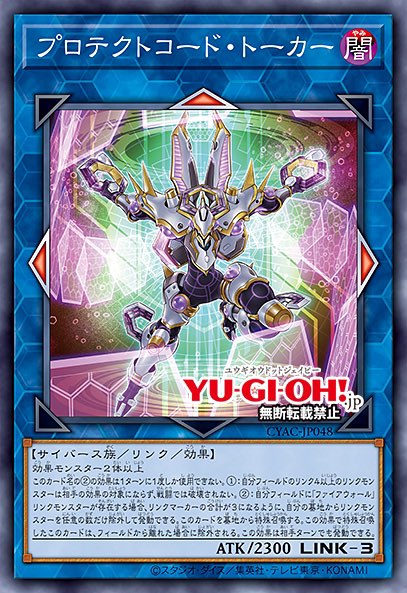 プロテクトコード・トーカー
闇
やみ
ユウギオウドットジェイピー
YU-GI-OH!.jp
無断転載禁止
CYAC-JP048
【サイバース族／リンク／効果】
効果モンスター2体以上
このカード名の②の効果は1ターンに1度しか使用できない。①：自分フィールドのリンク4以上のリンクモン
スターは相手の効果の対象にならず、戦闘では破壊されない。②：自分フィールドに「ファイアウォール」
リンクモンスターが存在する場合、リンクマーカーの合計が3になるように、自分の墓地からリンクモンスタ
ーを任意の数だけ除外して発動できる。このカードを墓地から特殊召喚する。この効果で特殊召喚し
たこのカードは、フィールドから離れた場合に除外される。この効果は相手ターンでも発動できる。
ATK/2300 LINK-3
©スタジオ・ダイス／集英社・テレビ東京・KONAMI